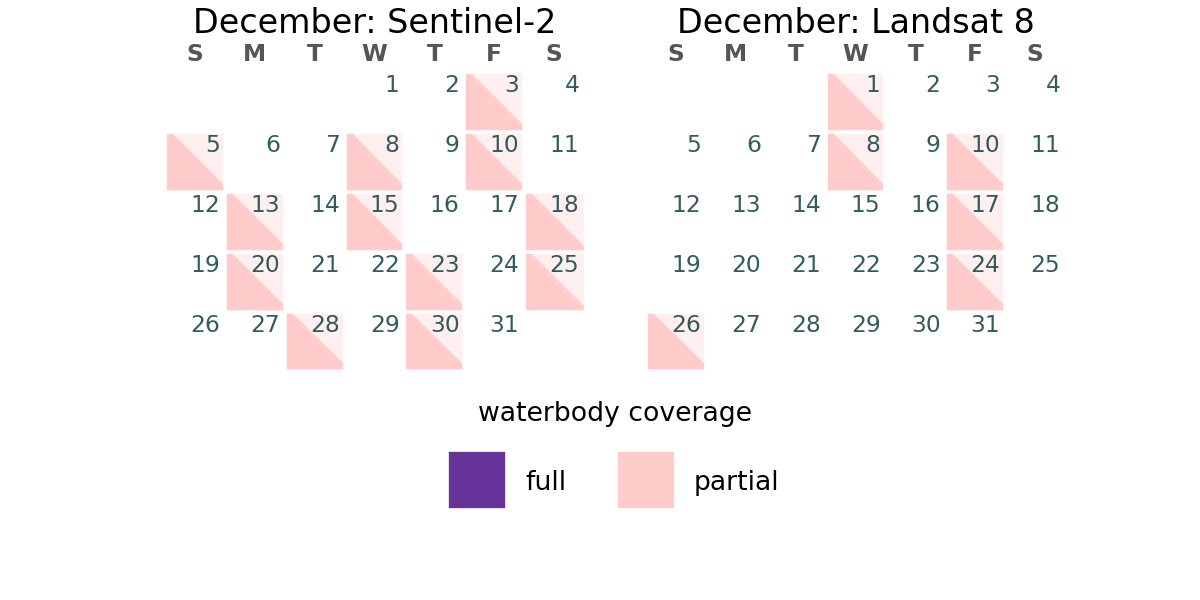 December: Sentinel-2
S M T W T F S
1 2 3 4
5 6 7 8 9 10 11
12 13 14 15 16 17 18
19 20 21 22 23 24 25
26 27 28 29 30 31
December: Landsat 8
S M T W T F S
1 2 3 4
5 6 7 8 9 10 11
12 13 14 15 16 17 18
19 20 21 22 23 24 25
26 27 28 29 30 31
waterbody coverage
full
partial